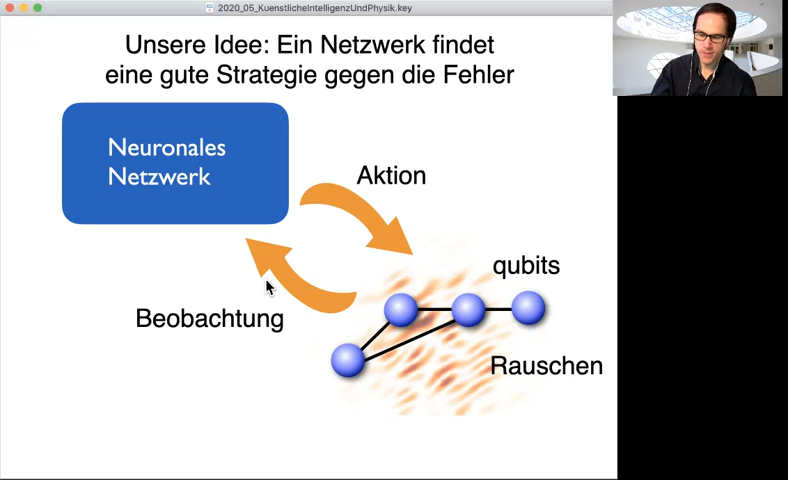 2020_05_KuenstlicheIntelligenzUndPhysik.key
Unsere Idee: Ein Netzwerk findet
eine gute Strategie gegen die Fehler
Neuronales
Netzwerk
Aktion
qubits
Beobachtung
Rauschen